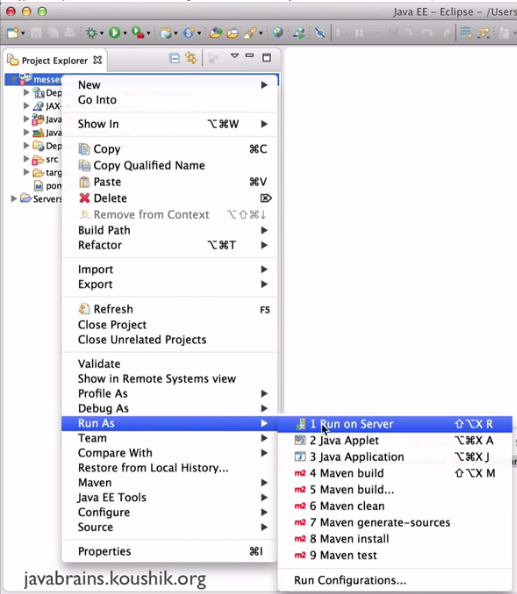 Java EE – Eclipse – /Users
Project Explorer
messe
Dep
JAX-
Java
Java
Dep
src
targ
pom
Servers
New
Go Into
Show In ⌥⌘W
Copy ⌘C
Copy Qualified Name
Paste ⌘V
Delete ⌦
Remove from Context ⌥⇧⌘↓
Build Path
Refactor ⌥⌘T
Import
Export
Refresh F5
Close Project
Close Unrelated Projects
Validate
Show in Remote Systems view
Profile As
Debug As
Run As
Team
Compare With
Restore from Local History...
Maven
Java EE Tools
Configure
Source
Properties ⌘I
1 Run on Server ⇧⌥X R
2 Java Applet ⌥⌘X A
3 Java Application ⌥⌘X J
m2 4 Maven build ⇧⌥X M
m2 5 Maven build...
m2 6 Maven clean
m2 7 Maven generate-sources
m2 8 Maven install
m2 9 Maven test
Run Configurations...
javabrains.koushik.org